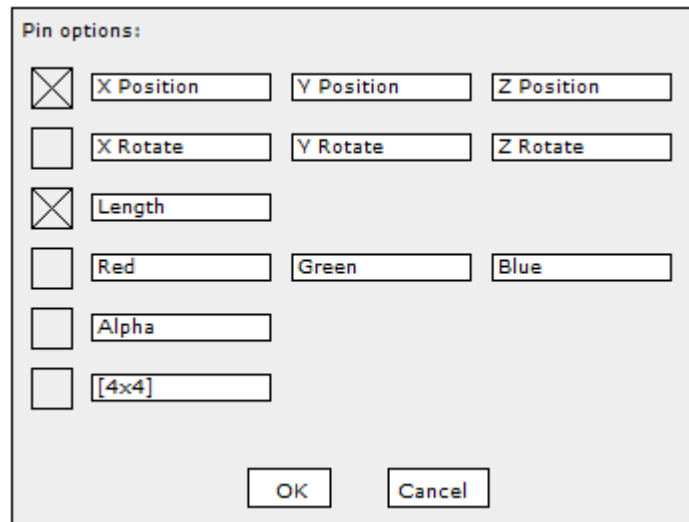 Pin options:
X Position Y Position Z Position
X Rotate Y Rotate Z Rotate
Length
Red Green Blue
Alpha
[4x4]
OK Cancel